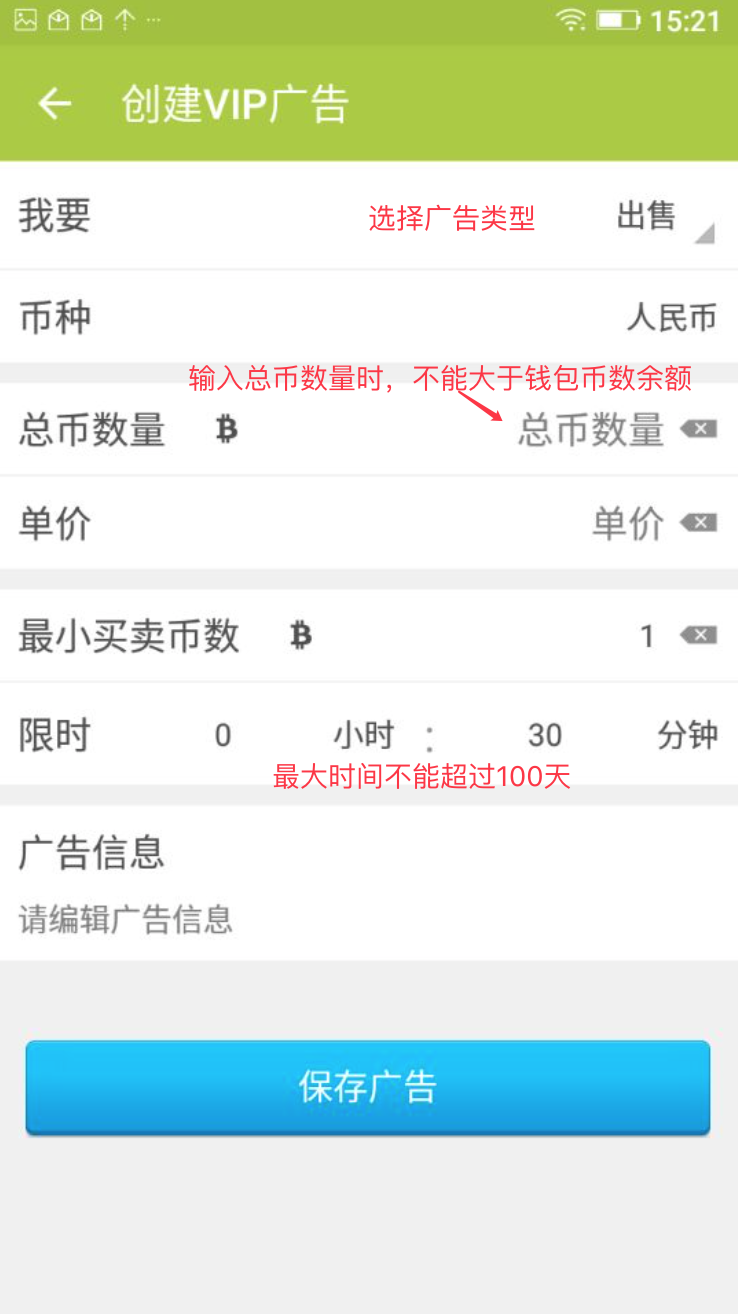 15:21
创建VIP广告
我要 选择广告类型 出售
币种 人民币
输入总币数量时，不能大于钱包币数余额
总币数量 总币数量
单价 单价
最小买卖币数 1
限时 0 小时 : 30 分钟
最大时间不能超过100天
广告信息
请编辑广告信息
保存广告